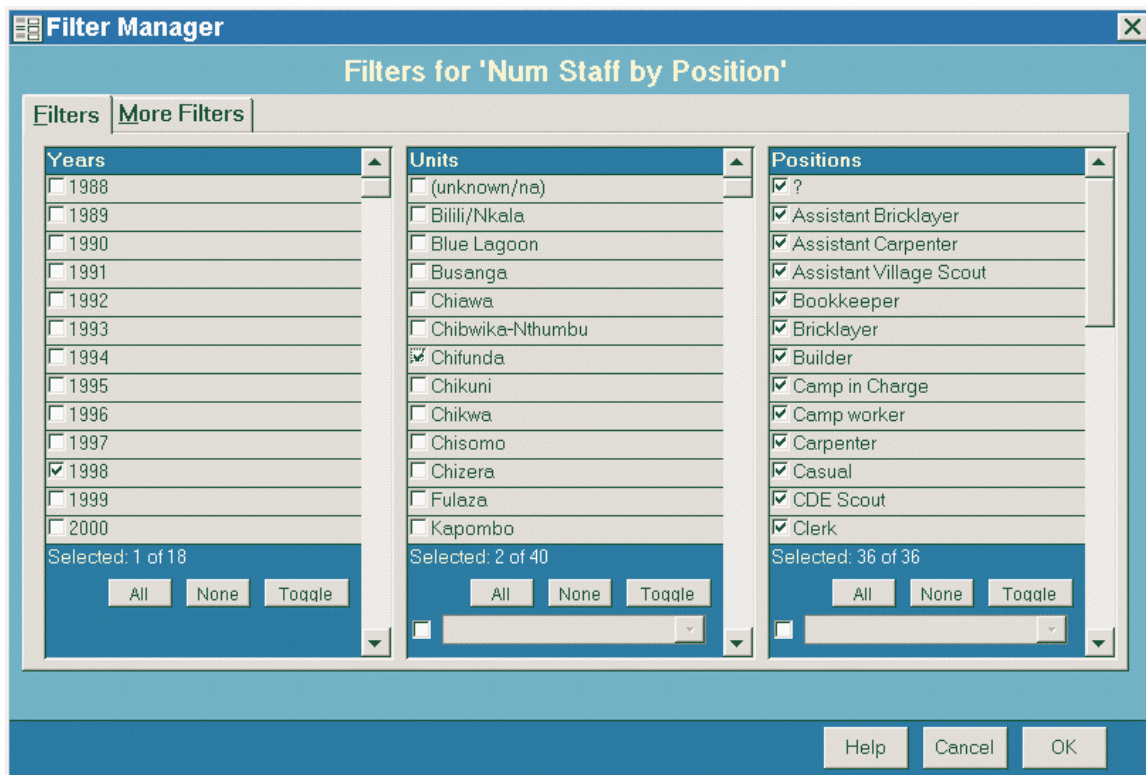 Filter Manager
Filters for 'Num Staff by Position'
Filters
More Filters
Years
1988
1989
1990
1991
1992
1993
1994
1995
1996
1997
1998
1999
2000
Selected: 1 of 18
All None Toggle
Units
(unknown/na)
Bilili/Nkala
Blue Lagoon
Busanga
Chiawa
Chibwika-Nthumbu
Chifunda
Chikuni
Chikwa
Chisomo
Chizera
Fulaza
Kapombo
Selected: 2 of 40
All None Toggle
Positions
?
Assistant Bricklayer
Assistant Carpenter
Assistant Village Scout
Bookkeeper
Bricklayer
Builder
Camp in Charge
Camp worker
Carpenter
Casual
CDE Scout
Clerk
Selected: 36 of 36
All None Toggle
Help Cancel OK